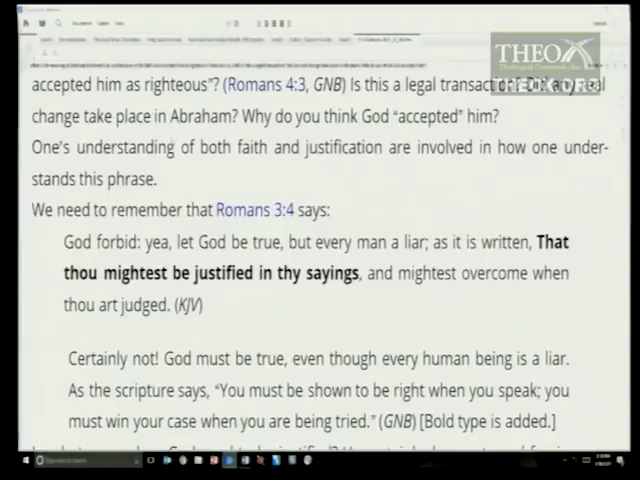 THEO
THEOX.ORG
accepted him as righteous"? (Romans 4:3, GNB) Is this a legal transaction? Did any real
change take place in Abraham? Why do you think God "accepted" him?
One's understanding of both faith and justification are involved in how one under-
stands this phrase.
We need to remember that Romans 3:4 says:
God forbid: yea, let God be true, but every man a liar; as it is written, That
thou mightest be justified in thy sayings, and mightest overcome when
thou art judged. (KJV)
Certainly not! God must be true, even though every human being is a liar.
As the scripture says, "You must be shown to be right when you speak; you
must win your case when you are being tried." (GNB) [Bold type is added.]